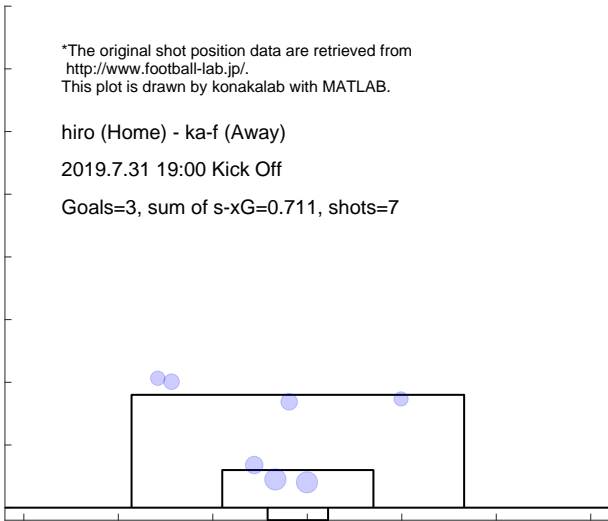 *The original shot position data are retrieved from
http://www.football-lab.jp/.
This plot is drawn by konakalab with MATLAB.
hiro (Home) - ka-f (Away)
2019.7.31 19:00 Kick Off
Goals=3, sum of s-xG=0.711, shots=7